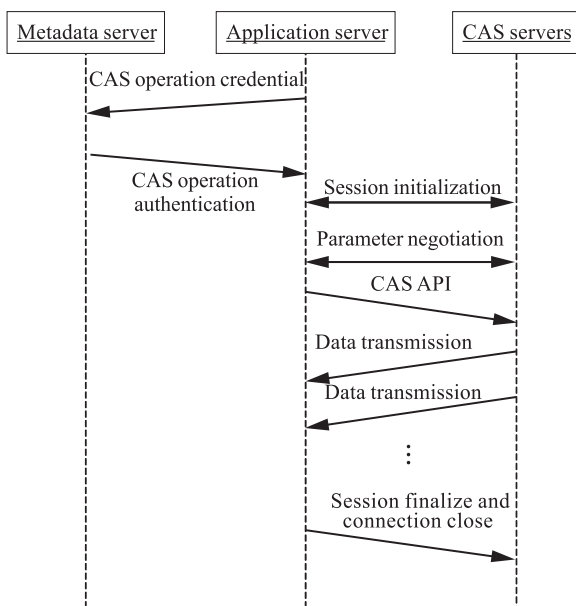 Metadata server
Application server
CAS servers
CAS operation credential
CAS operation
authentication
Session initialization
Parameter negotiation
CAS API
Data transmission
Data transmission
Session finalize and
connection close